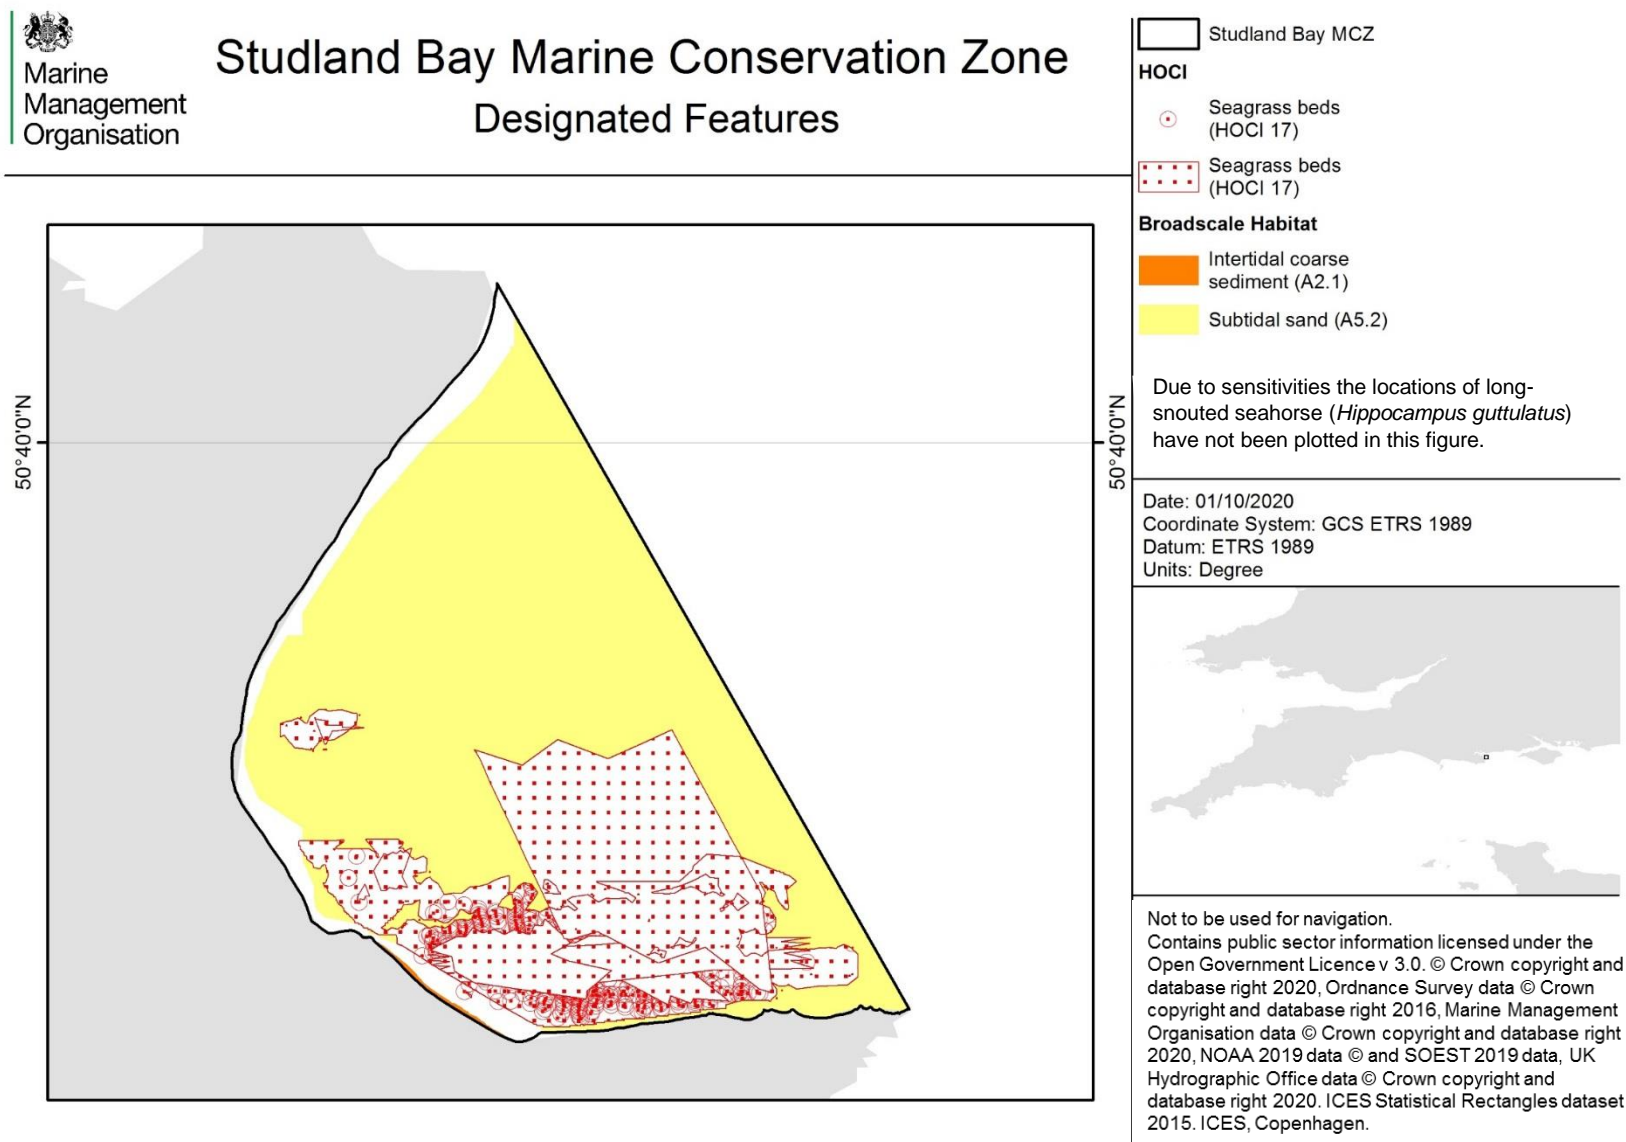 Marine
Management
Organisation
Studland Bay Marine Conservation Zone
Designated Features
50°40'0"N
50°40'0"N
Studland Bay MCZ
HOCI
Seagrass beds
(HOCI 17)
Seagrass beds
(HOCI 17)
Broadscale Habitat
Intertidal coarse
sediment (A2.1)
Subtidal sand (A5.2)
Due to sensitivities the locations of long-
snouted seahorse (Hippocampus guttulatus)
have not been plotted in this figure.
Date: 01/10/2020
Coordinate System: GCS ETRS 1989
Datum: ETRS 1989
Units: Degree
Not to be used for navigation.
Contains public sector information licensed under the
Open Government Licence v 3.0. © Crown copyright and
database right 2020, Ordnance Survey data © Crown
copyright and database right 2016, Marine Management
Organisation data © Crown copyright and database right
2020, NOAA 2019 data © and SOEST 2019 data, UK
Hydrographic Office data © Crown copyright and
database right 2020. ICES Statistical Rectangles dataset
2015. ICES, Copenhagen.